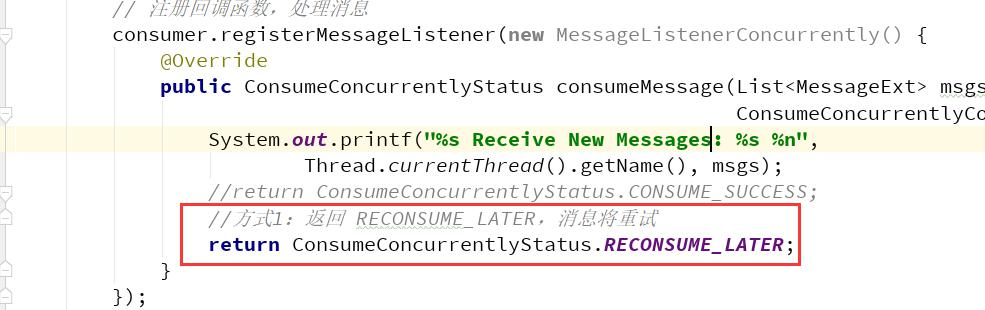 // 注册回调函数，处理消息
consumer.registerMessageListener(new MessageListenerConcurrently() {
@Override
public ConsumeConcurrentlyStatus consumeMessage(List<MessageExt> msgs
ConsumeConcurrentlyCo
System.out.printf("%s Receive New Messages: %s %n",
Thread.currentThread().getName(), msgs);
//return ConsumeConcurrentlyStatus.CONSUME_SUCCESS;
//方式1：返回 RECONSUME_LATER，消息将重试
return ConsumeConcurrentlyStatus.RECONSUME_LATER;
}
});